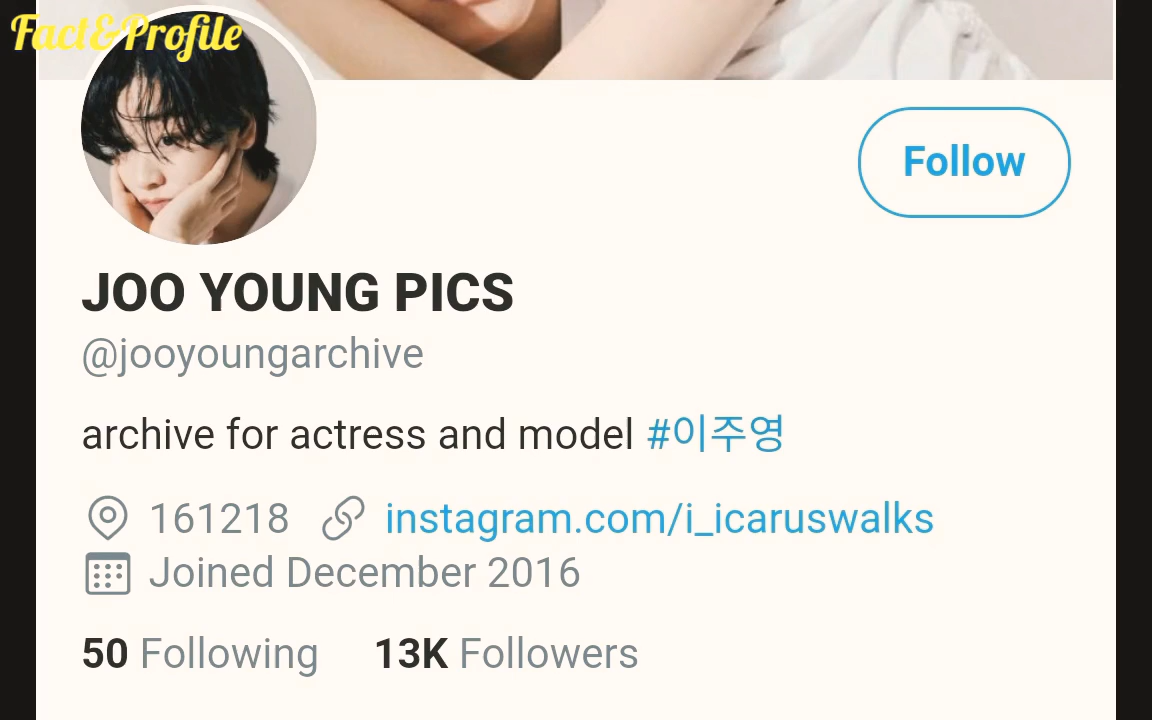 Fact&Profile
Follow
JOO YOUNG PICS
@jooyoungarchive
archive for actress and model #이주영
161218 instagram.com/i_icaruswalks
Joined December 2016
50 Following 13K Followers